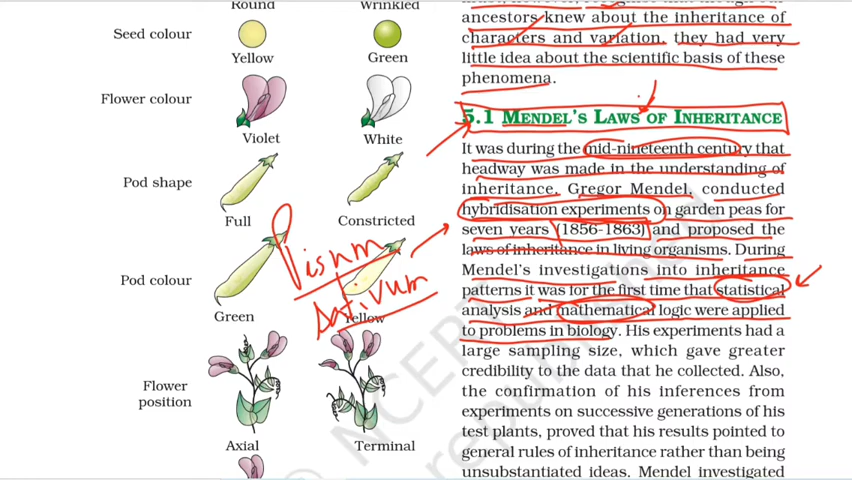 Round Wrinkled
Seed colour
Yellow Green
Flower colour
Violet White
Pod shape
Full Constricted
Pod colour
Green Yellow
Flower
position
Axial Terminal
Pisum
sativum
ancestors knew about the inheritance of
characters and variation, they had very
little idea about the scientific basis of these
phenomena.
5.1 MENDEL'S LAWS OF INHERITANCE
It was during the mid-nineteenth century that
headway was made in the understanding of
inheritance. Gregor Mendel, conducted
hybridisation experiments on garden peas for
seven years (1856-1863) and proposed the
laws of inheritance in living organisms. During
Mendel's investigations into inheritance
patterns it was for the first time that statistical
analysis and mathematical logic were applied
to problems in biology. His experiments had a
large sampling size, which gave greater
credibility to the data that he collected. Also,
the confirmation of his inferences from
experiments on successive generations of his
test plants, proved that his results pointed to
general rules of inheritance rather than being
unsubstantiated ideas. Mendel investigated
© NCERT
republished